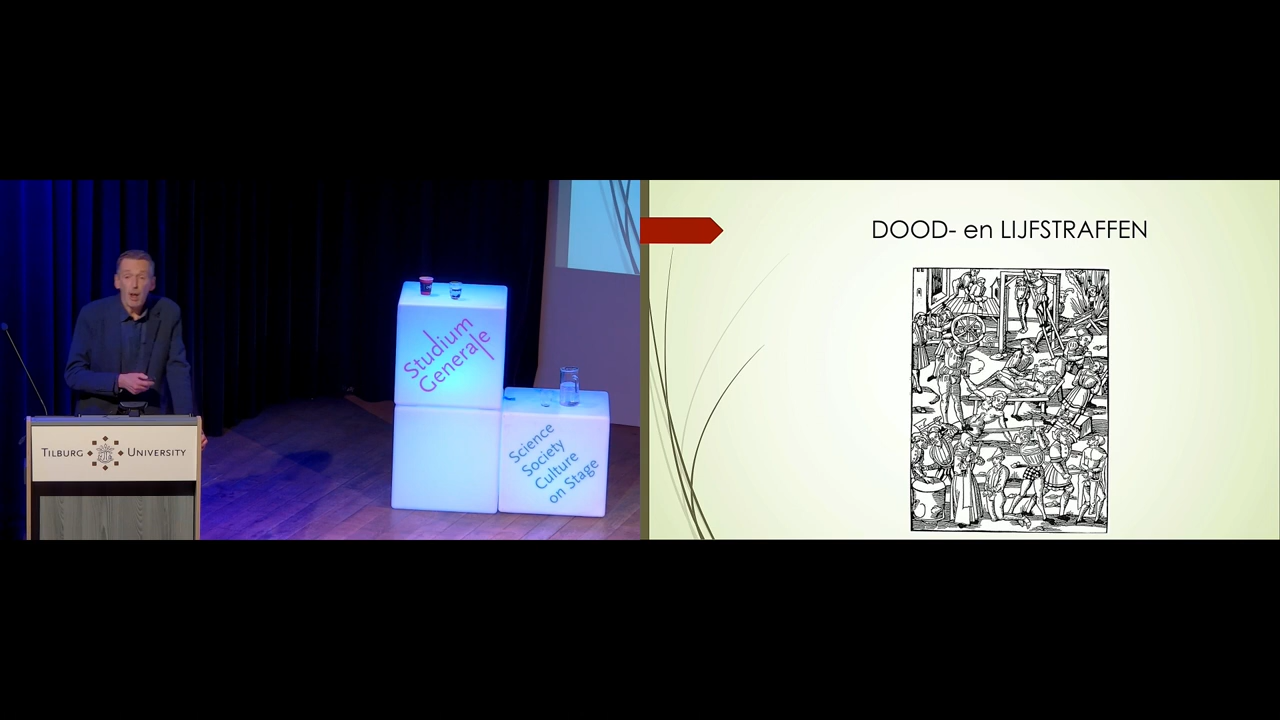 Studium
Generale
Science
Society
Culture
on Stage
TILBURG UNIVERSITY
DOOD- en LIJFSTRAFFEN